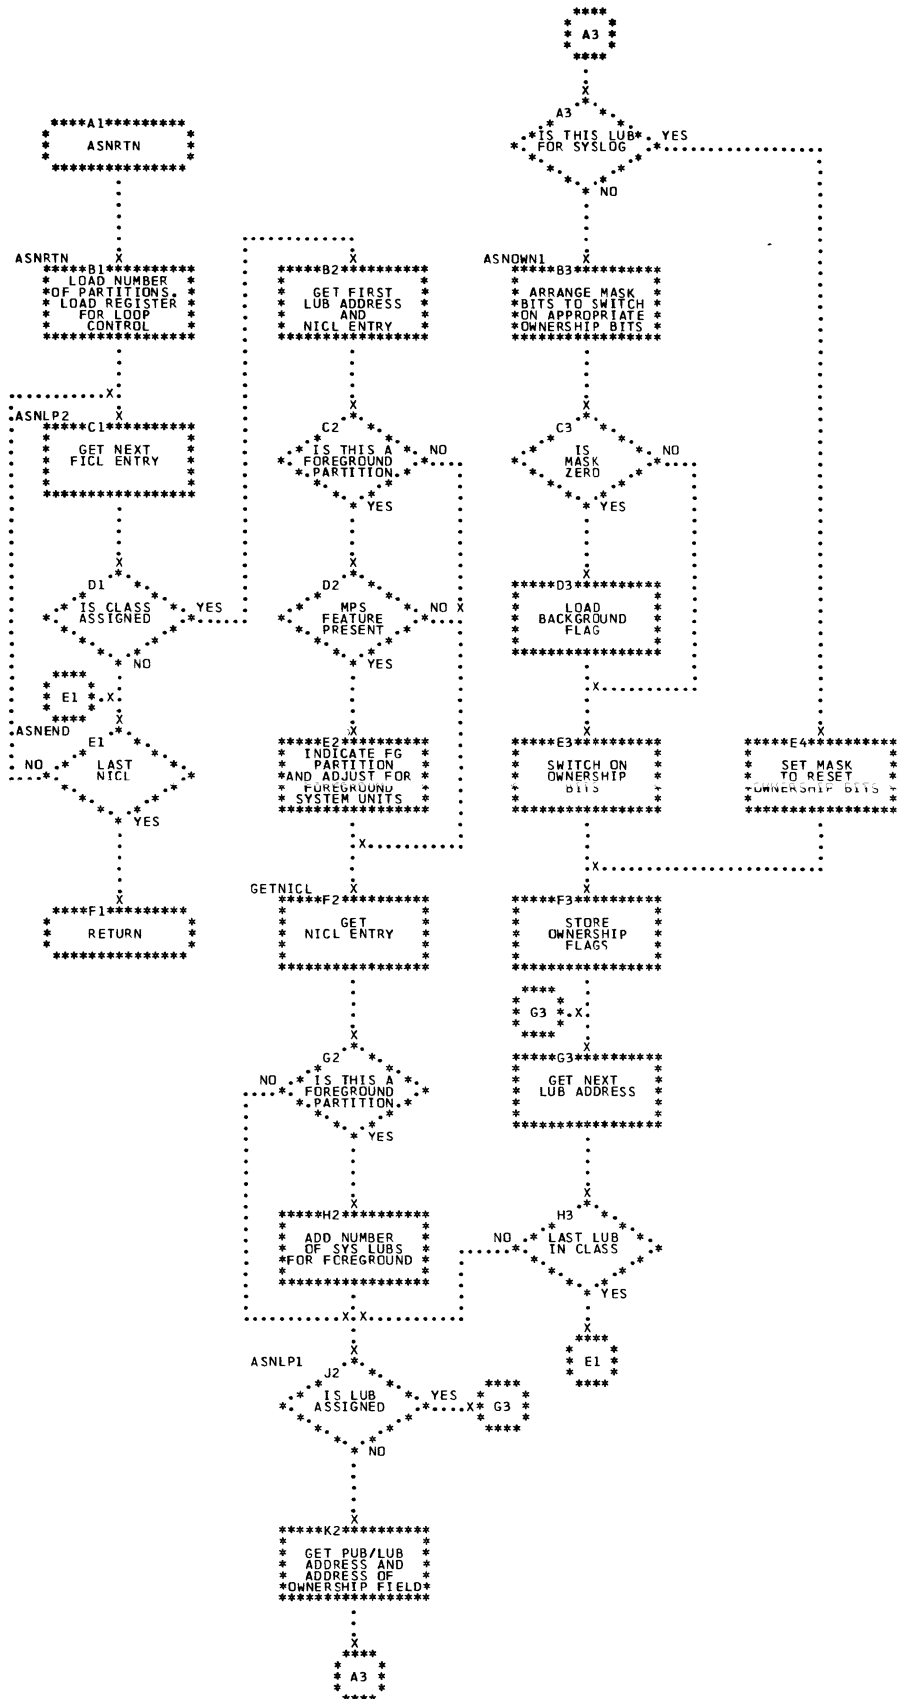 A1
ASNRTN
ASNRTN
B1
LOAD NUMBER
OF PARTITIONS.
LOAD REGISTER
FOR LOOP
CONTROL
ASNLP2
C1
GET NEXT
FICL ENTRY
D1
IS CLASS
ASSIGNED
YES
NO
E1
ASNEND
E1
LAST
NICL
NO
YES
F1
RETURN
B2
GET FIRST
LUB ADDRESS
AND
NICL ENTRY
C2
IS THIS A
FOREGROUND
PARTITION
NO
YES
D2
MPS
FEATURE
PRESENT
NO
YES
E2
INDICATE FG
PARTITION
AND ADJUST FOR
FOREGROUND
SYSTEM UNITS
GETNICL
F2
GET
NICL ENTRY
G2
IS THIS A
FOREGROUND
PARTITION
NO
YES
H2
ADD NUMBER
OF SYS LUBS
FOR FOREGROUND
ASNLP1
J2
IS LUB
ASSIGNED
YES
G3
NO
K2
GET PUB/LUB
ADDRESS AND
ADDRESS OF
OWNERSHIP FIELD
A3
A3
A3
IS THIS LUB
FOR SYSLOG
YES
NO
ASNOWN1
B3
ARRANGE MASK
BITS TO SWITCH
ON APPROPRIATE
OWNERSHIP BITS
C3
IS
MASK
ZERO
NO
YES
D3
LOAD
BACKGROUND
FLAG
E3
SWITCH ON
OWNERSHIP
BITS
F3
STORE
OWNERSHIP
FLAGS
G3
G3
GET NEXT
LUB ADDRESS
H3
LAST LUB
IN CLASS
NO
YES
E1
E4
SET MASK
TO RESET
OWNERSHIP BITS